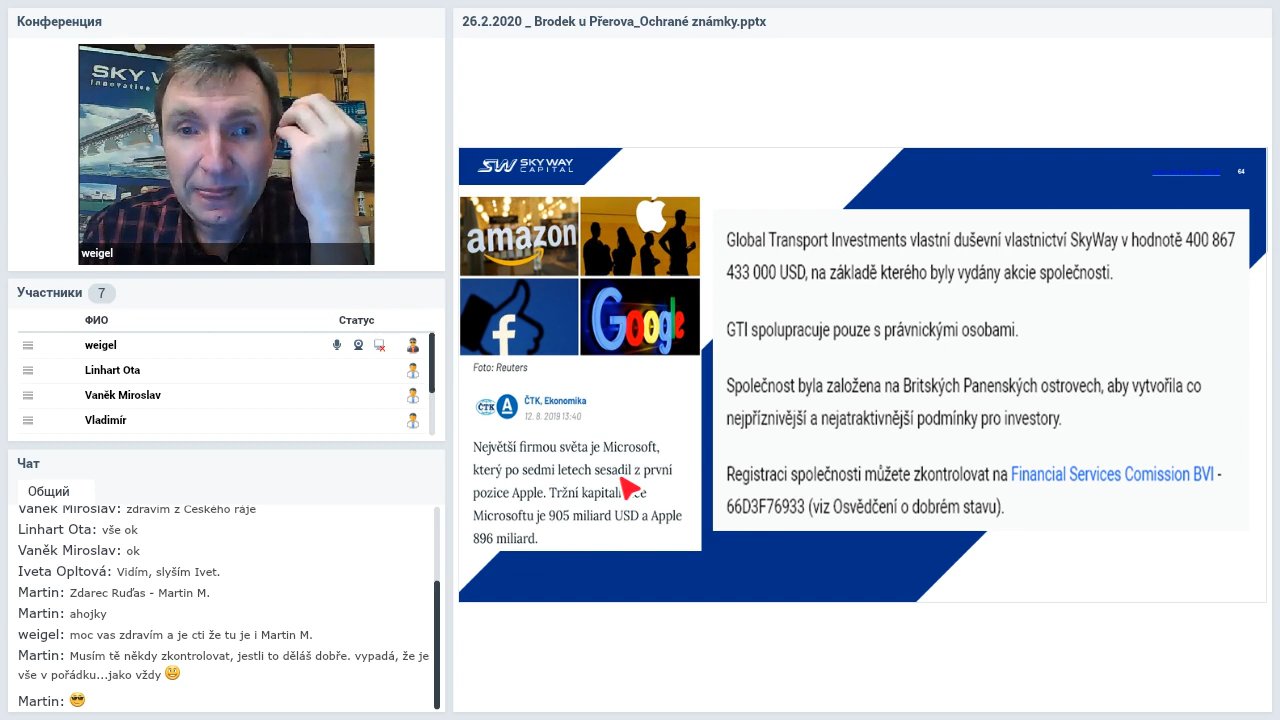 Конференция
SKY W
Innovative
weigel
Участники 7
ФИО Статус
weigel
Linhart Ota
Vaněk Miroslav
Vladimír
Чат
Общий
Vaněk Miroslav: zdravím z Českého ráje
Linhart Ota: vše ok
Vaněk Miroslav: ok
Iveta Opltová: Vidím, slyším Ivet.
Martin: Zdarec Ruďas - Martin M.
Martin: ahojky
weigel: moc vas zdravím a je cti že tu je i Martin M.
Martin: Musím tě někdy zkontrolovat, jestli to děláš dobře. vypadá, že je
vše v pořádku...jako vždy
Martin:
26.2.2020 _ Brodek u Přerova_Ochrané známky.pptx
SW SKY WAY
CAPITAL
64
amazon
Google
Foto: Reuters
ČTK ČTK, Ekonomika
12. 8. 2019 13:40
Největší firmou světa je Microsoft,
který po sedmi letech sesadil z první
pozice Apple. Tržní
Microsoftu je 905 miliard USD a Apple
896 miliard.
Global Transport Investments vlastní duševní vlastnictví SkyWay v hodnotě 400 867
433 000 USD, na základě kterého byly vydány akcie společnosti.
GTI spolupracuje pouze s právnickými osobami.
Společnost byla založena na Britských Panenských ostrovech, aby vytvořila co
nejpříznivější a nejatraktivnější podmínky pro investory.
Registraci společnosti můžete zkontrolovat na Financial Services Comission BVI -
66D3F76933 (viz Osvědčení o dobrém stavu).